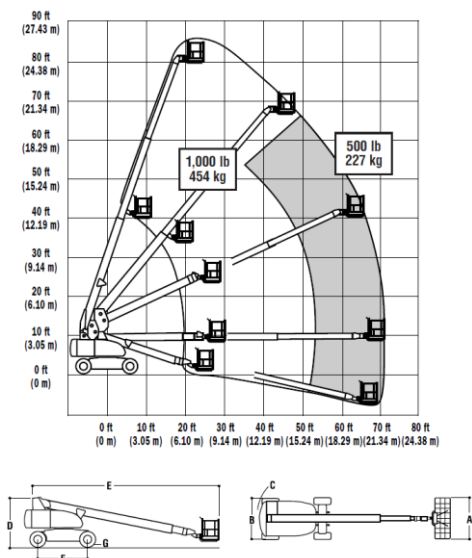 90 ft
(27.43 m)
80 ft
(24.38 m)
70 ft
(21.34 m)
60 ft
(18.29 m)
50 ft
(15.24 m)
40 ft
(12.19 m)
30 ft
(9.14 m)
20 ft
(6.10 m)
10 ft
(3.05 m)
0 ft
(0 m)
1,000 lb
454 kg
500 lb
227 kg
0 ft 10 ft 20 ft 30 ft 40 ft 50 ft 60 ft 70 ft 80 ft
(0 m) (3.05 m) (6.10 m) (9.14 m) (12.19 m) (15.24 m) (18.29 m) (21.34 m) (24.38 m)
E
D
G
F
C
B
A